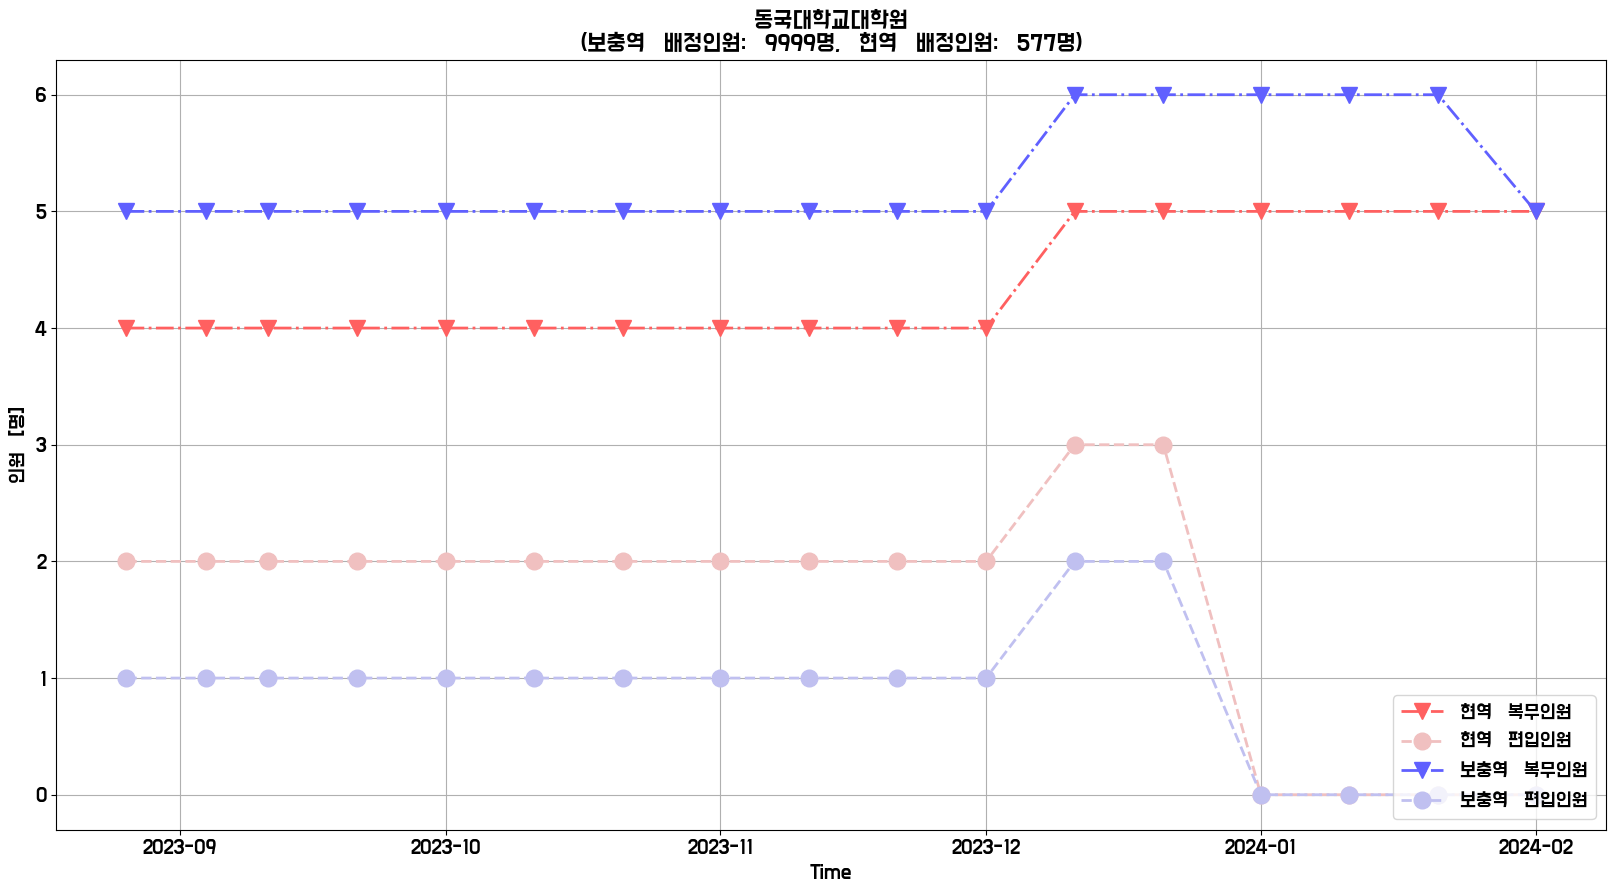 동국대학교대학원
(보충역 배정인원: 9999명, 현역 배정인원: 577명)
6
5
4
3
2
1
0
인원 [명]
2023-09 2023-10 2023-11 2023-12 2024-01 2024-02
Time
현역 복무인원
현역 편입인원
보충역 복무인원
보충역 편입인원